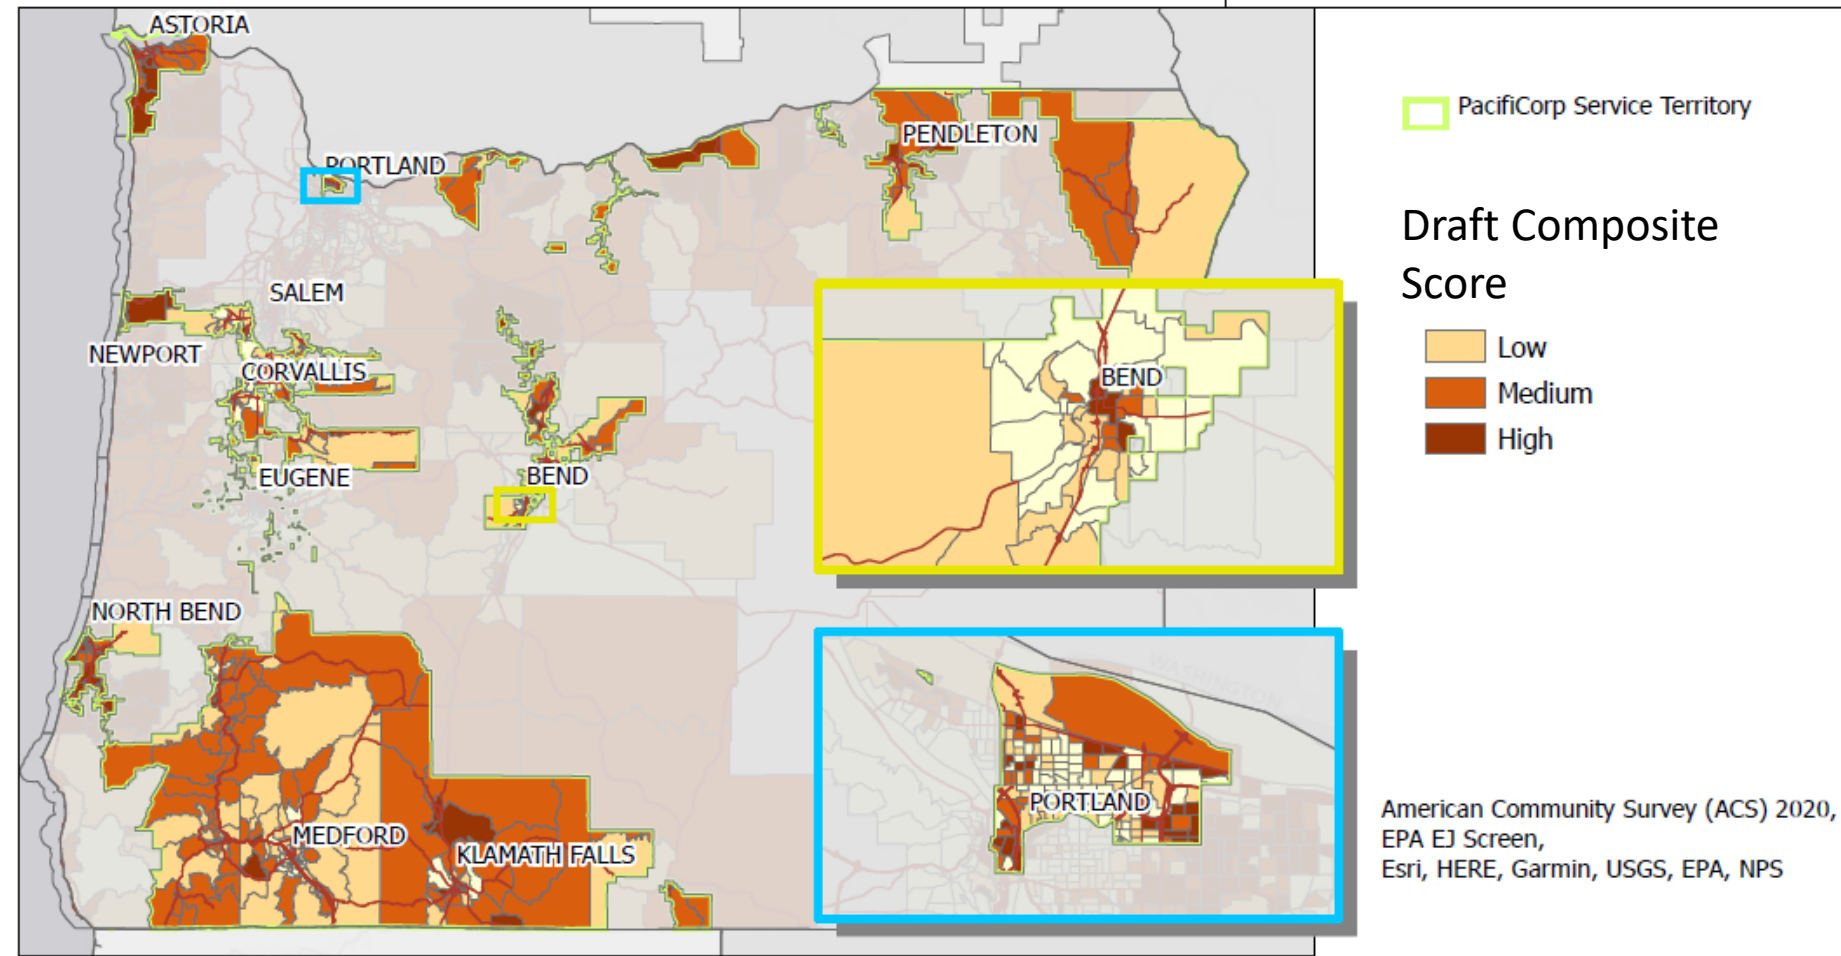 ASTORIA
PORTLAND
PENDLETON
SALEM
NEWPORT
CORVALLIS
EUGENE
BEND
NORTH BEND
MEDFORD
KLAMATH FALLS
BEND
WASHINGTON
PORTLAND
PacifiCorp Service Territory
Draft Composite
Score
Low
Medium
High
American Community Survey (ACS) 2020,
EPA EJ Screen,
Esri, HERE, Garmin, USGS, EPA, NPS